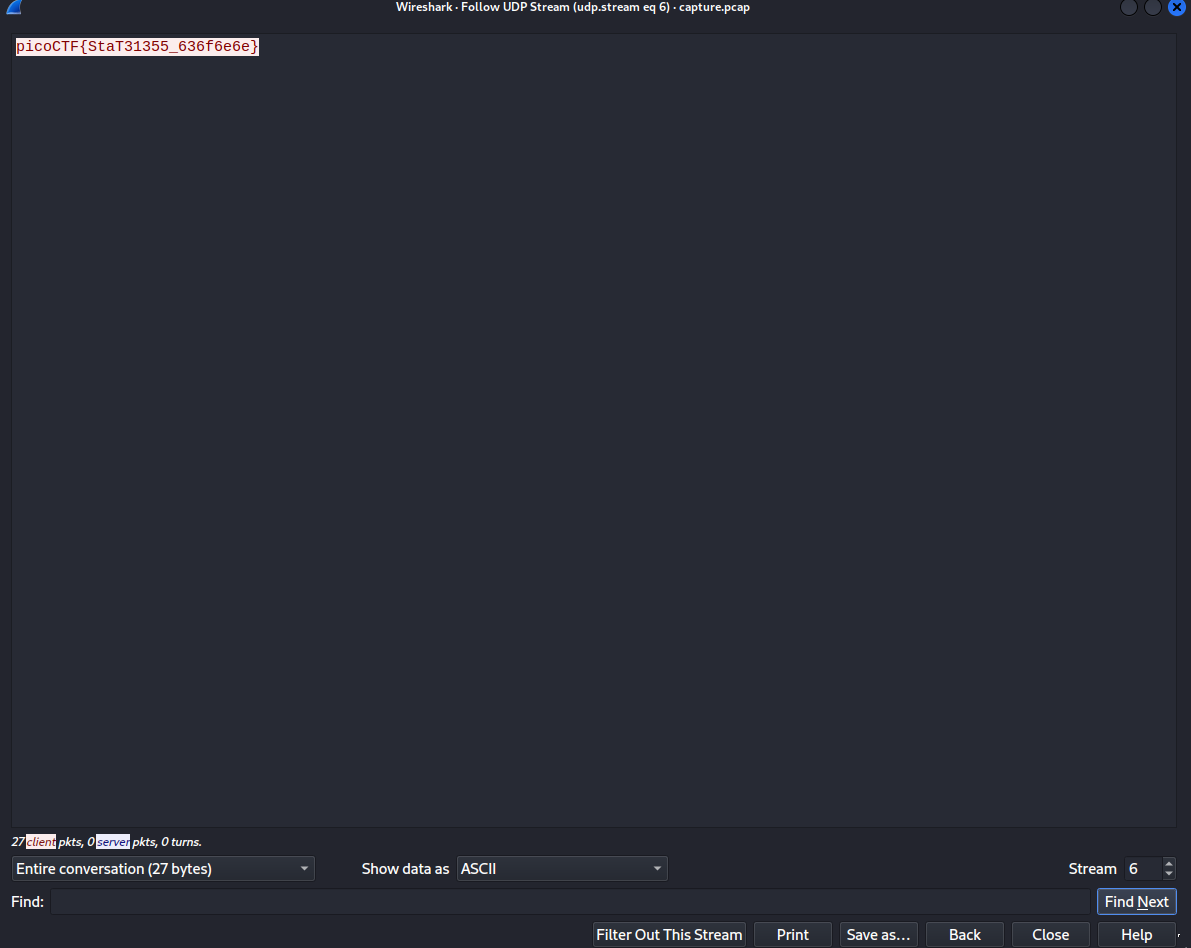 Wireshark · Follow UDP Stream (udp.stream eq 6) · capture.pcap
picoCTF{StaT31355_636f6e6e}
27 client pkts, 0 server pkts, 0 turns.
Entire conversation (27 bytes) Show data as ASCII Stream 6
Find: Find Next
Filter Out This Stream Print Save as… Back Close Help